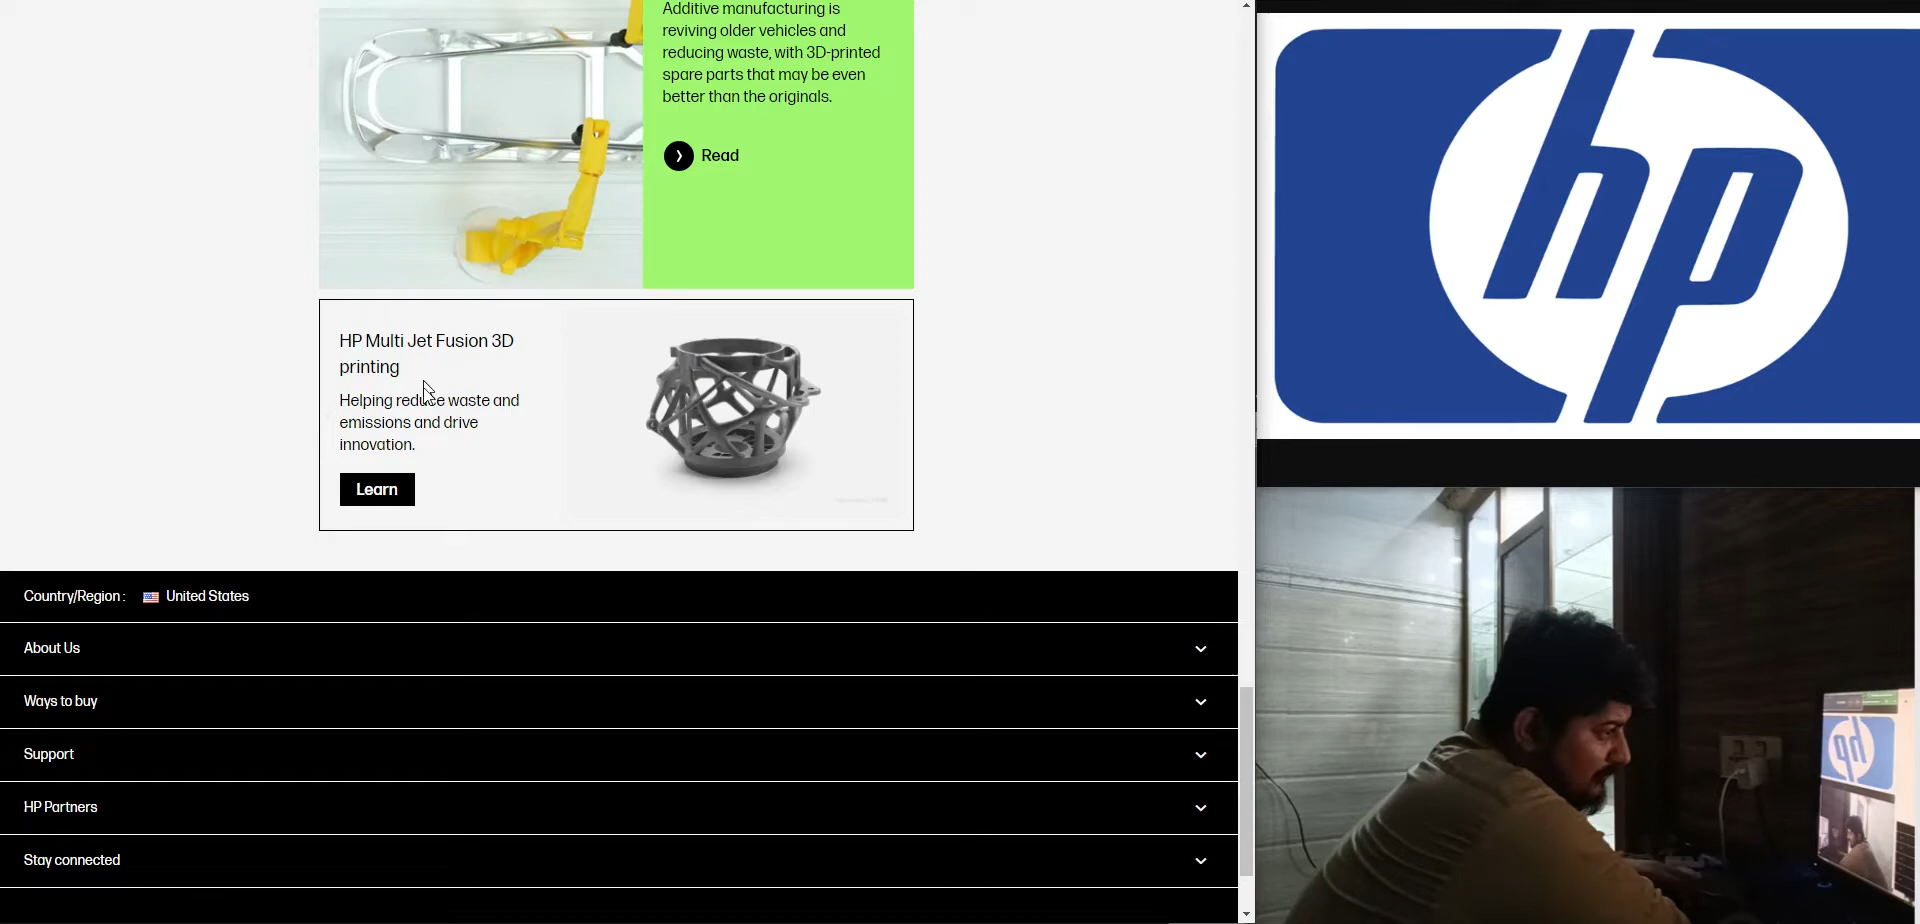 Additive manufacturing is
reviving older vehicles and
reducing waste, with 3D-printed
spare parts that may be even
better than the originals.
Read
HP Multi Jet Fusion 3D
printing
Helping reduce waste and
emissions and drive
innovation.
Learn
Country/Region :
United States
About Us
Ways to buy
Support
HP Partners
Stay connected
hp